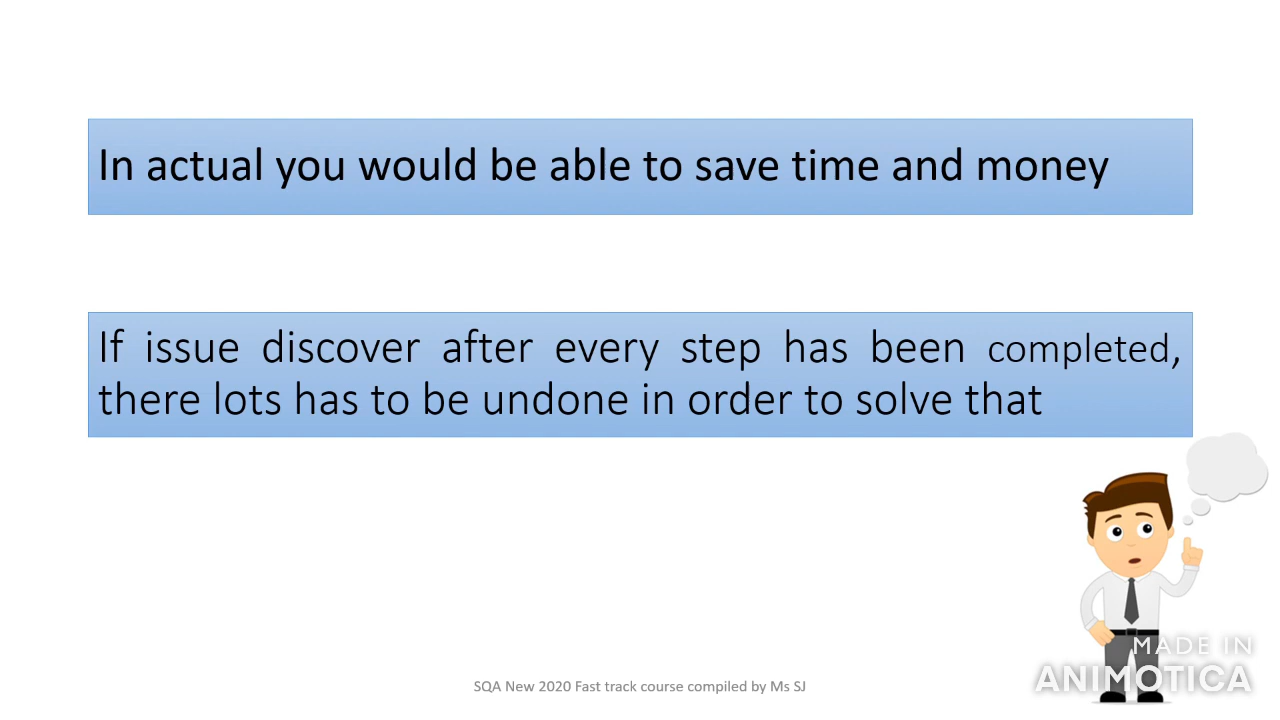 In actual you would be able to save time and money
If issue discover after every step has been completed,
there lots has to be undone in order to solve that
MADE IN
ANIMOTICA
SQA New 2020 Fast track course compiled by Ms SJ